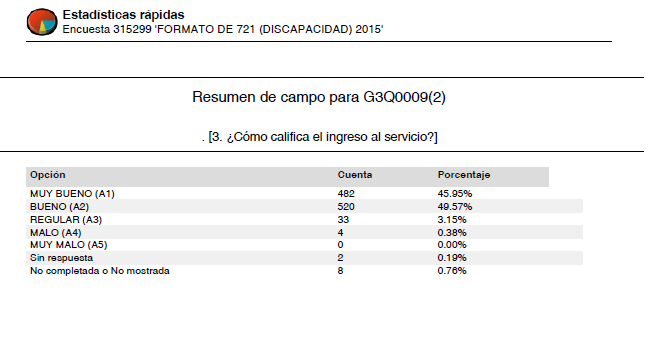 Estadísticas rápidas
Encuesta 315299 'FORMATO DE 721 (DISCAPACIDAD) 2015'
Resumen de campo para G3Q0009(2)
. [3. ¿Cómo califica el ingreso al servicio?]
Opción Cuenta Porcentaje
MUY BUENO (A1) 482 45.95%
BUENO (A2) 520 49.57%
REGULAR (A3) 33 3.15%
MALO (A4) 4 0.38%
MUY MALO (A5) 0 0.00%
Sin respuesta 2 0.19%
No completada o No mostrada 8 0.76%